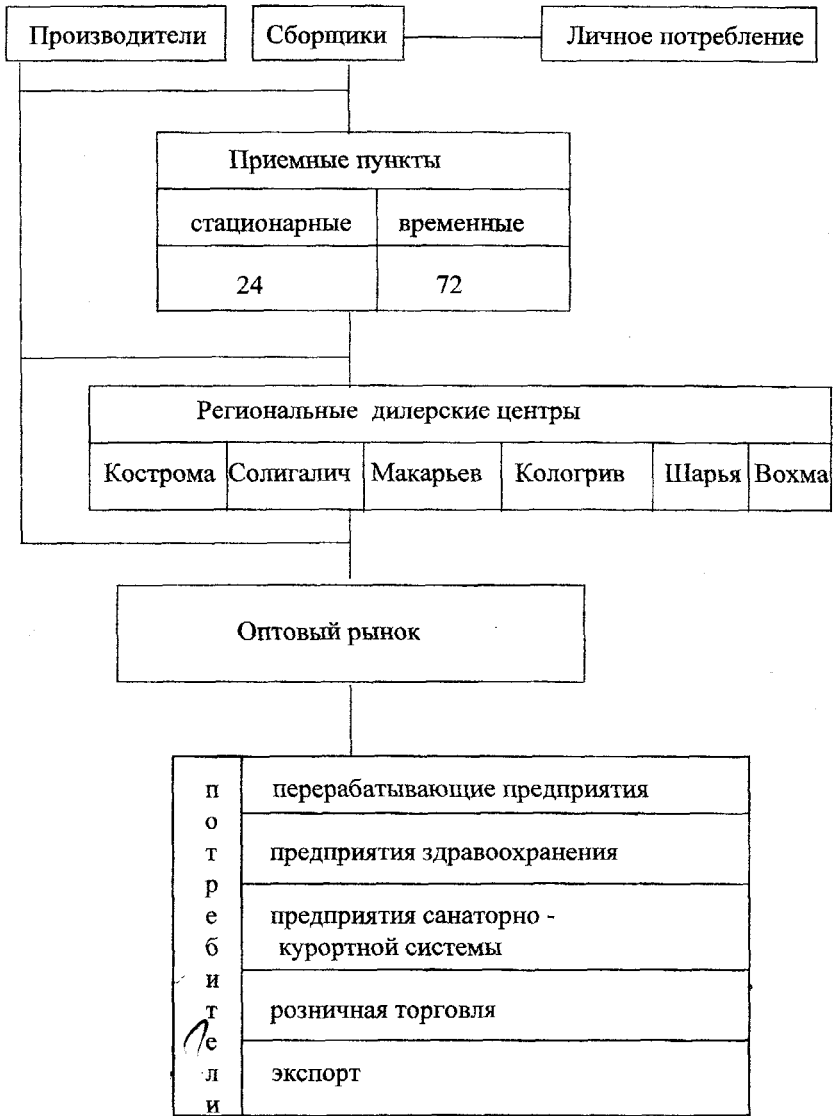 Производители Сборщики Личное потребление
Приемные пункты
стационарные временные
24 72
Региональные дилерские центры
Кострома Солигалич Макарьев Кологрив Шарья Вохма
Оптовый рынок
потребители
перерабатывающие предприятия
предприятия здравоохранения
предприятия санаторно -
курортной системы
розничная торговля
экспорт